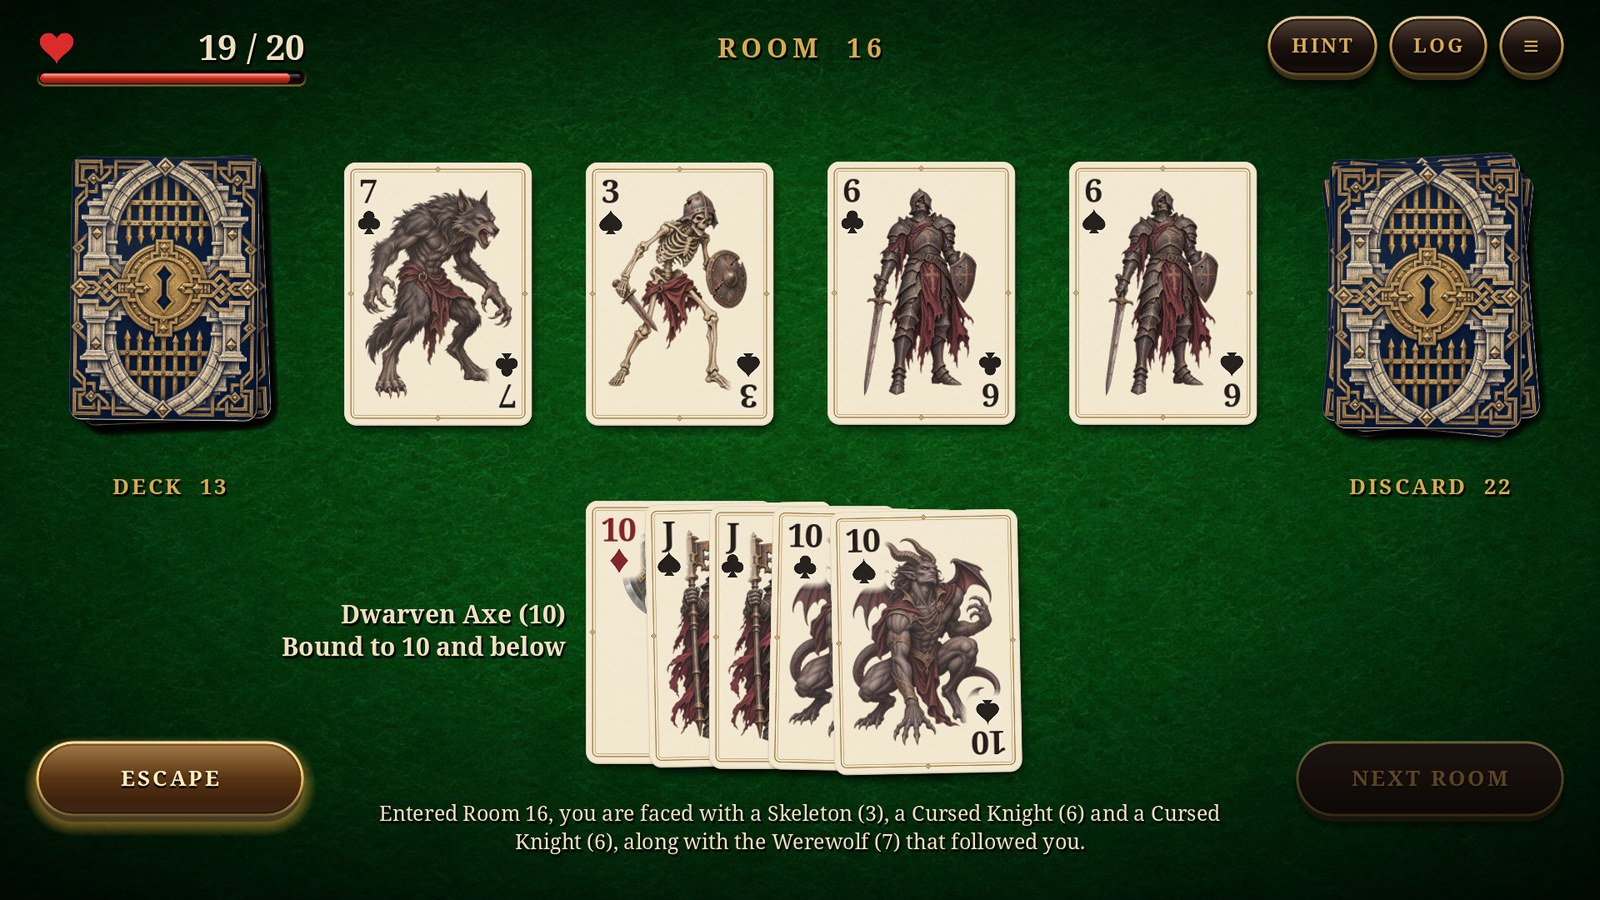 19 / 20
ROOM 16
HINT
LOG
≡
7
7
3
3
6
6
6
6
DECK 13
DISCARD 22
10
J
J
10
10
10
Dwarven Axe (10)
Bound to 10 and below
ESCAPE
NEXT ROOM
Entered Room 16, you are faced with a Skeleton (3), a Cursed Knight (6) and a Cursed
Knight (6), along with the Werewolf (7) that followed you.